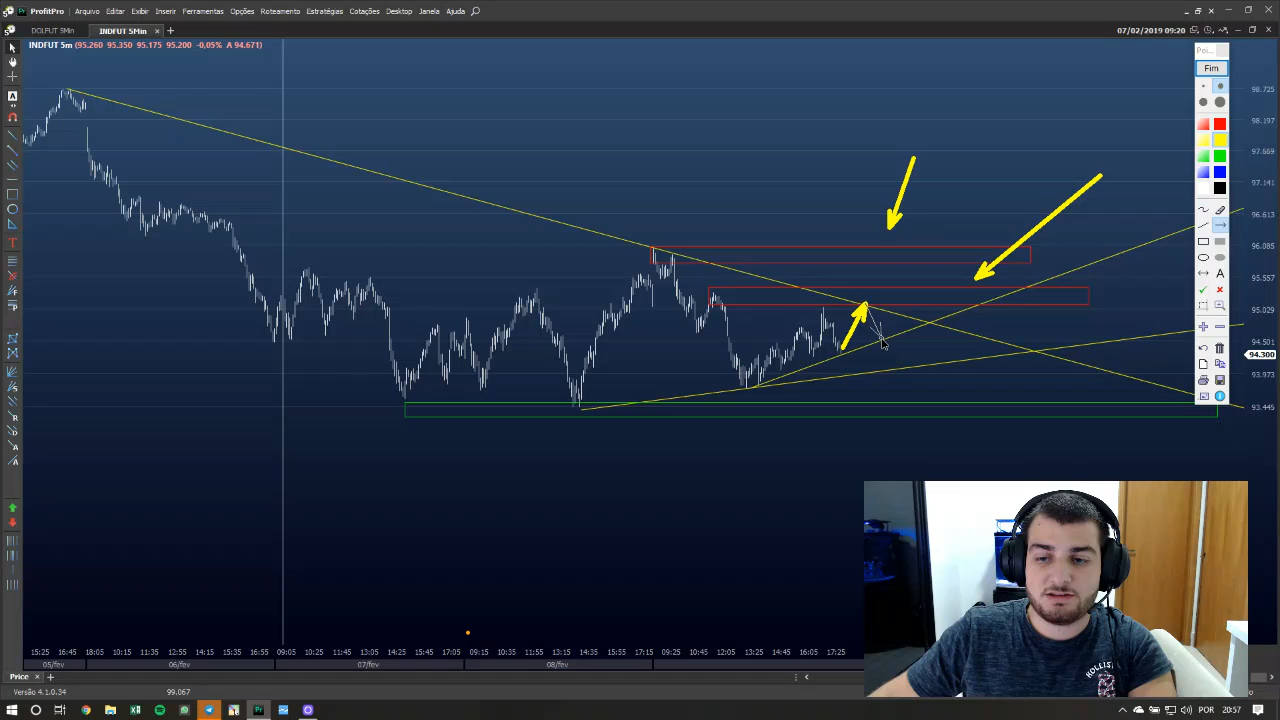 ProfitPro Arquivo Editar Exibir Inserir Ferramentas Opções Roteamento Estratégias Cotações Desktop Janela Ajuda
DOLFUT 5Min INDFUT 5Min 07/02/2019 09:20
INDFUT 5m (95.260 95.350 95.175 95.200 -0,05% A 94.671)
Fim
98.725
98.197
97.669
97.141
96.613
96.085
95.557
95.029
94.501
94.300
93.973
93.445
HOLLIST
15:25 16:45 18:05 09:35 10:55 12:15 14:15 15:35 16:55 09:05 10:25 11:45 13:05 14:25 15:45 17:05 09:15 10:35 11:55 13:15 14:35 15:55 17:15 09:25 10:45 12:05 13:25 14:45 16:05 17:25
05/fev 06/fev 07/fev 08/fev
Price
Versão 4.1.0.34 99.067
POR 20:57